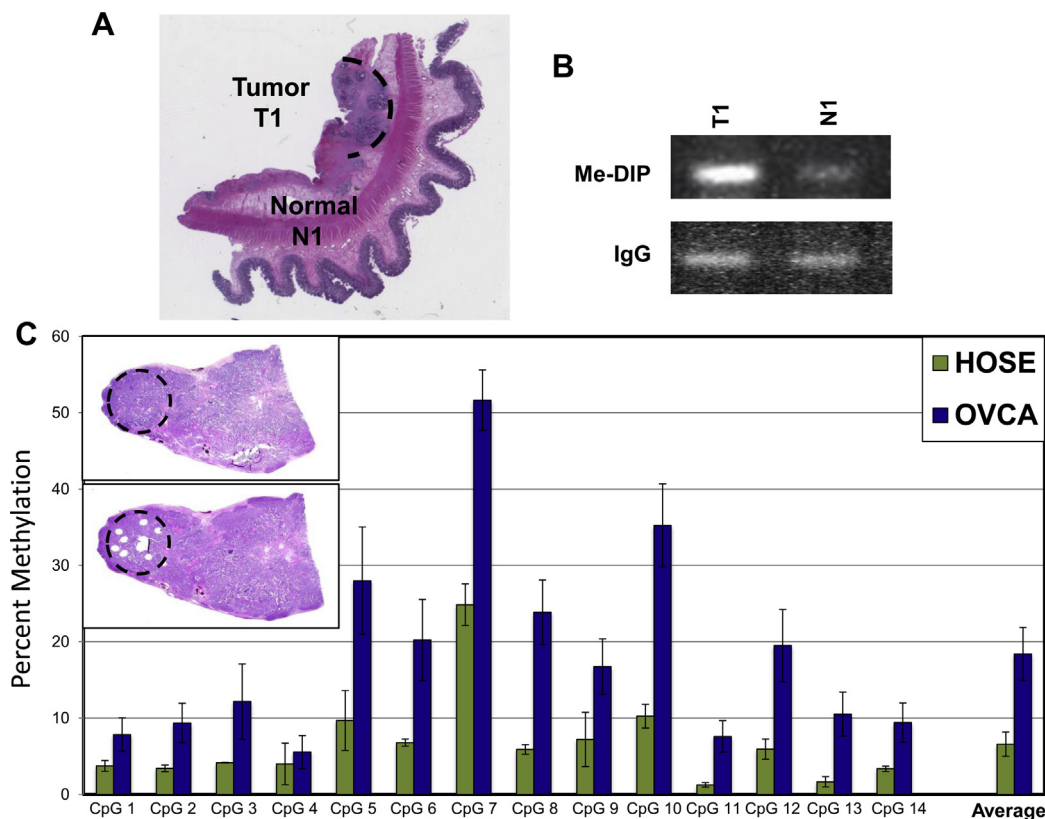 A
Tumor
T1
Normal
N1
B
T1
N1
Me-DIP
IgG
C
Percent Methylation
60
50
40
30
20
10
0
HOSE
OVCA
CpG 1 CpG 2 CpG 3 CpG 4 CpG 5 CpG 6 CpG 7 CpG 8 CpG 9 CpG 10 CpG 11 CpG 12 CpG 13 CpG 14 Average